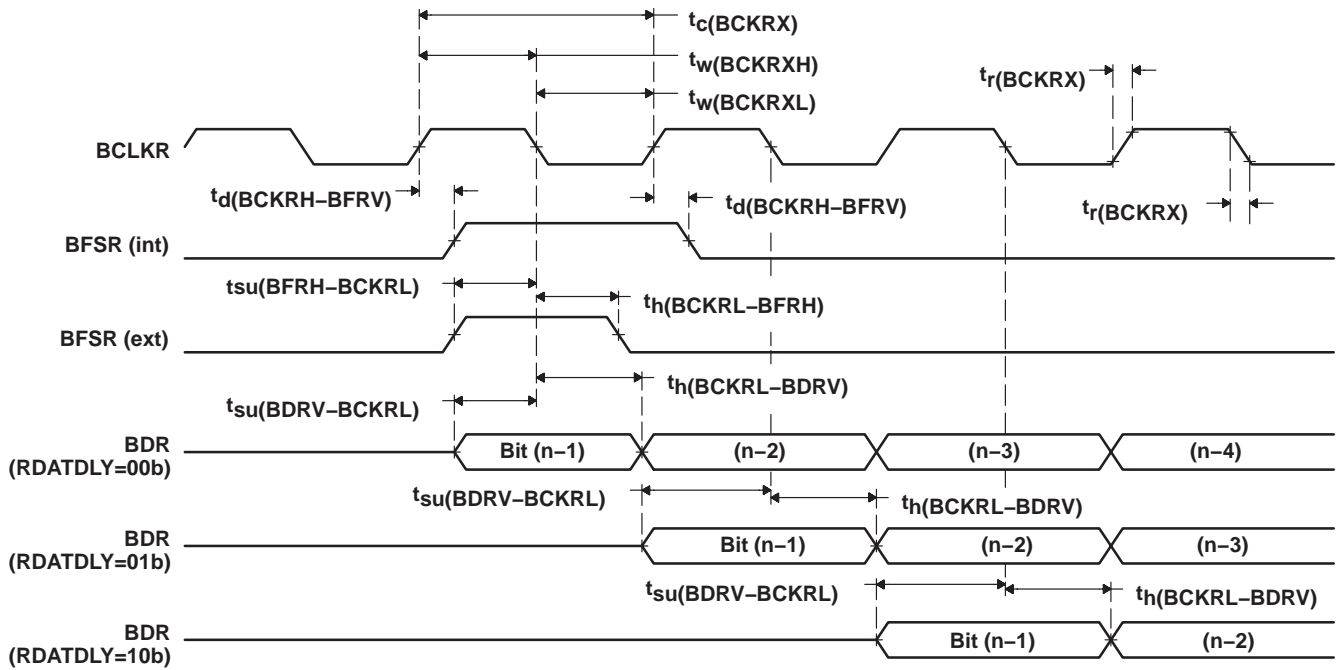 tc(BCKRX)
tw(BCKRXH)
tr(BCKRX)
tw(BCKRXL)
BCLKR
td(BCKRH–BFRV)
td(BCKRH–BFRV)
tr(BCKRX)
BFSR (int)
tsu(BFRH–BCKRL)
th(BCKRL–BFRH)
BFSR (ext)
th(BCKRL–BDRV)
tsu(BDRV–BCKRL)
BDR
(RDATDLY=00b)
Bit (n–1) (n–2) (n–3) (n–4)
tsu(BDRV–BCKRL)
th(BCKRL–BDRV)
BDR
(RDATDLY=01b)
Bit (n–1) (n–2) (n–3)
tsu(BDRV–BCKRL)
th(BCKRL–BDRV)
BDR
(RDATDLY=10b)
Bit (n–1) (n–2)